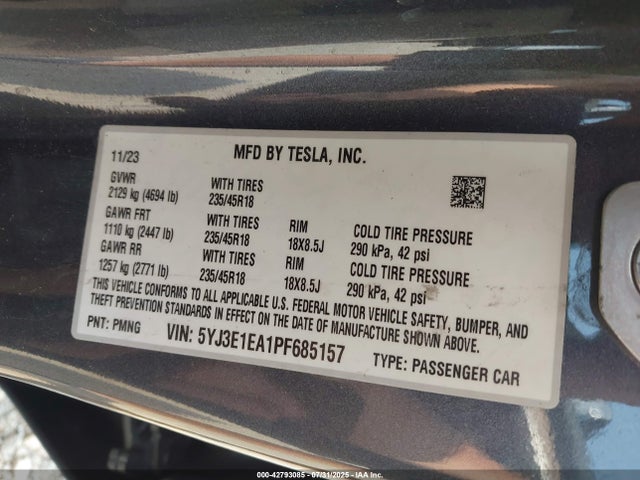 11/23 MFD BY TESLA, INC.
GVWR
2129 kg (4694 lb) WITH TIRES 235/45R18
GAWR FRT
1110 kg (2447 lb) WITH TIRES 235/45R18 RIM 18X8.5J COLD TIRE PRESSURE 290 kPa, 42 psi
GAWR RR
1257 kg (2771 lb) WITH TIRES 235/45R18 RIM 18X8.5J COLD TIRE PRESSURE 290 kPa, 42 psi
THIS VEHICLE CONFORMS TO ALL APPLICABLE U.S. FEDERAL MOTOR VEHICLE SAFETY, BUMPER, AND
THEFT PREVENTION STANDARDS IN EFFECT ON THE DATE OF MANUFACTURE SHOWN ABOVE.
PNT: PMNG VIN: 5YJ3E1EA1PF685157 TYPE: PASSENGER CAR
000-42793085 - 07/31/2025 - IAAI.COM